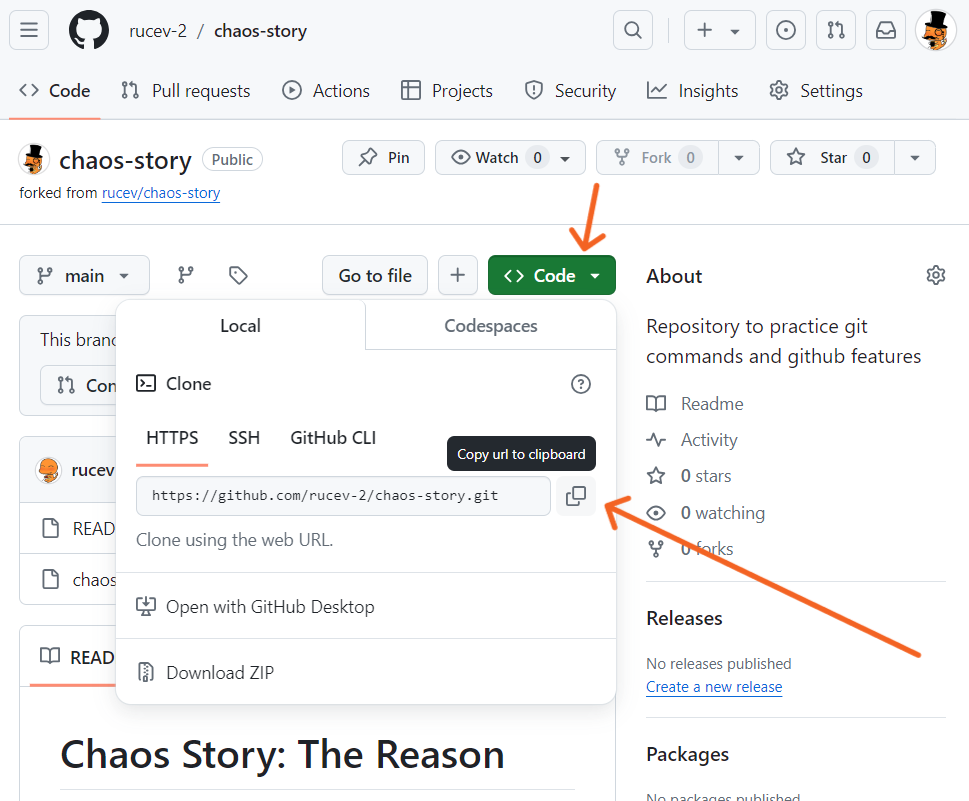 rucev-2 / chaos-story
Code Pull requests Actions Projects Security Insights Settings
chaos-story Public
Pin Watch 0 Fork 0 Star 0
forked from rucev/chaos-story
main Go to file + Code
About
Local Codespaces
Repository to practice git
commands and github features
This branc
Clone
Con
Readme
HTTPS SSH GitHub CLI
Activity
Copy url to clipboard
rucev
0 stars
https://github.com/rucev-2/chaos-story.git
0 watching
READ
Clone using the web URL.
0 forks
chaos
Open with GitHub Desktop
Releases
READ
No releases published
Download ZIP
Create a new release
Chaos Story: The Reason
Packages
No packages published